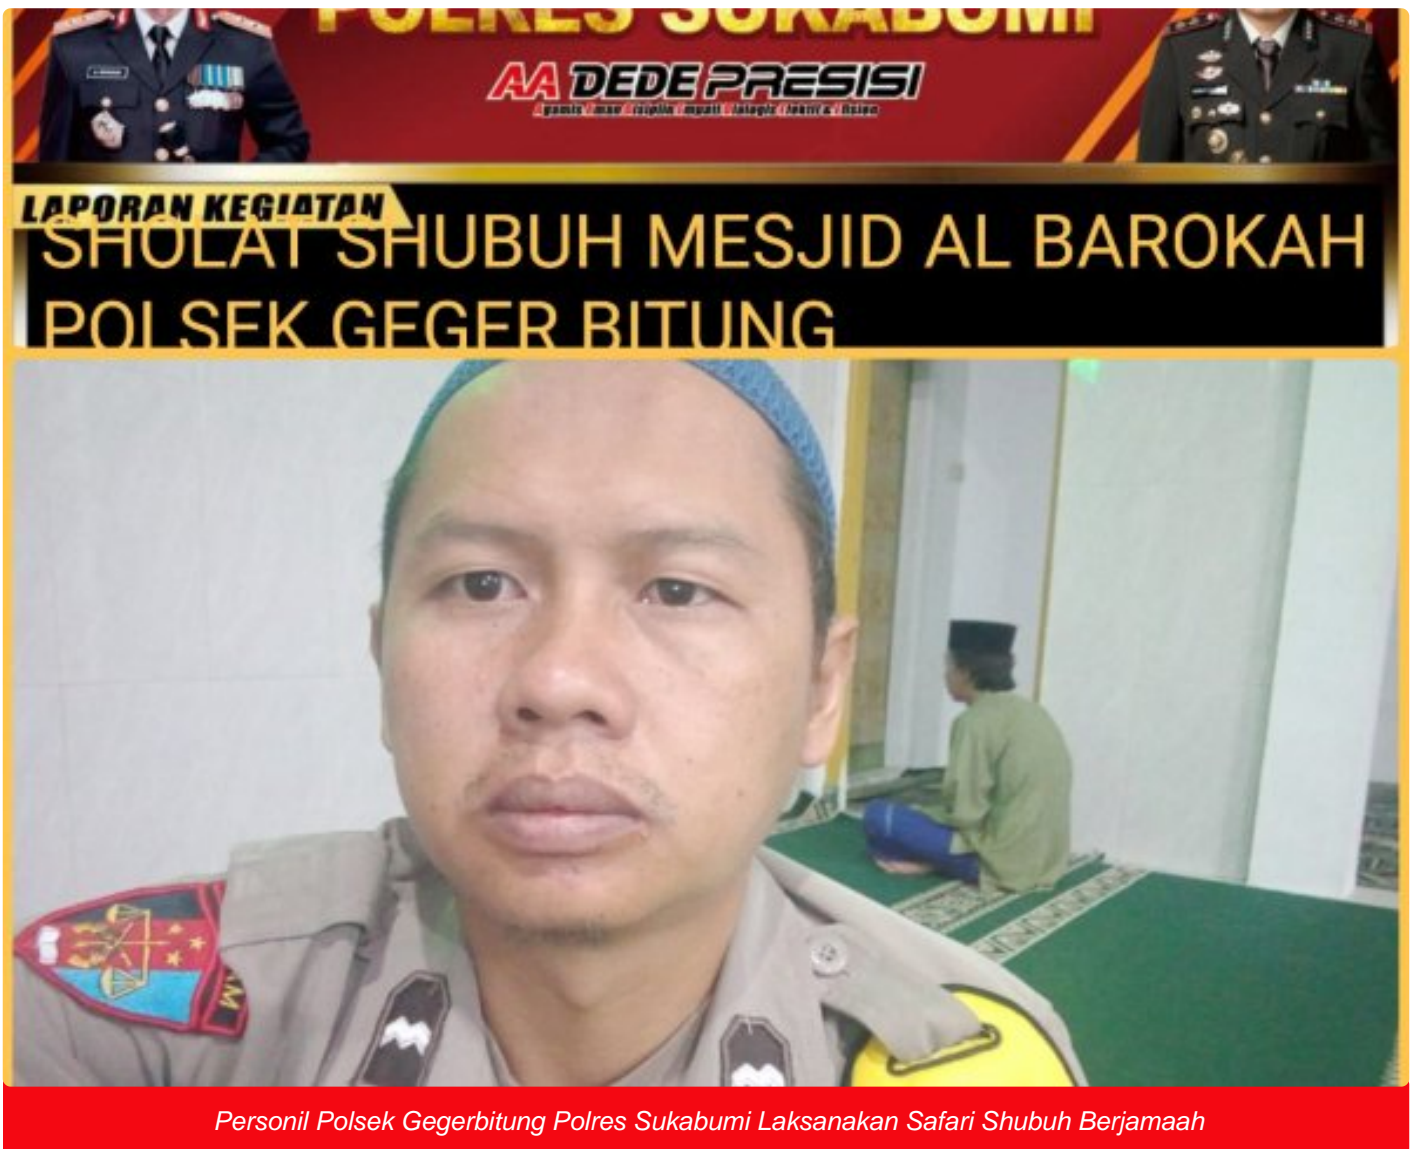 POLRES SUKABUMI
AA DEDE PRESISI
LAPORAN KEGIATAN
SHOLAT SHUBUH MESJID AL BAROKAH
POLSEK GEGER BITUNG
Personil Polsek Gegerbitung Polres Sukabumi Laksanakan Safari Shubuh Berjamaah